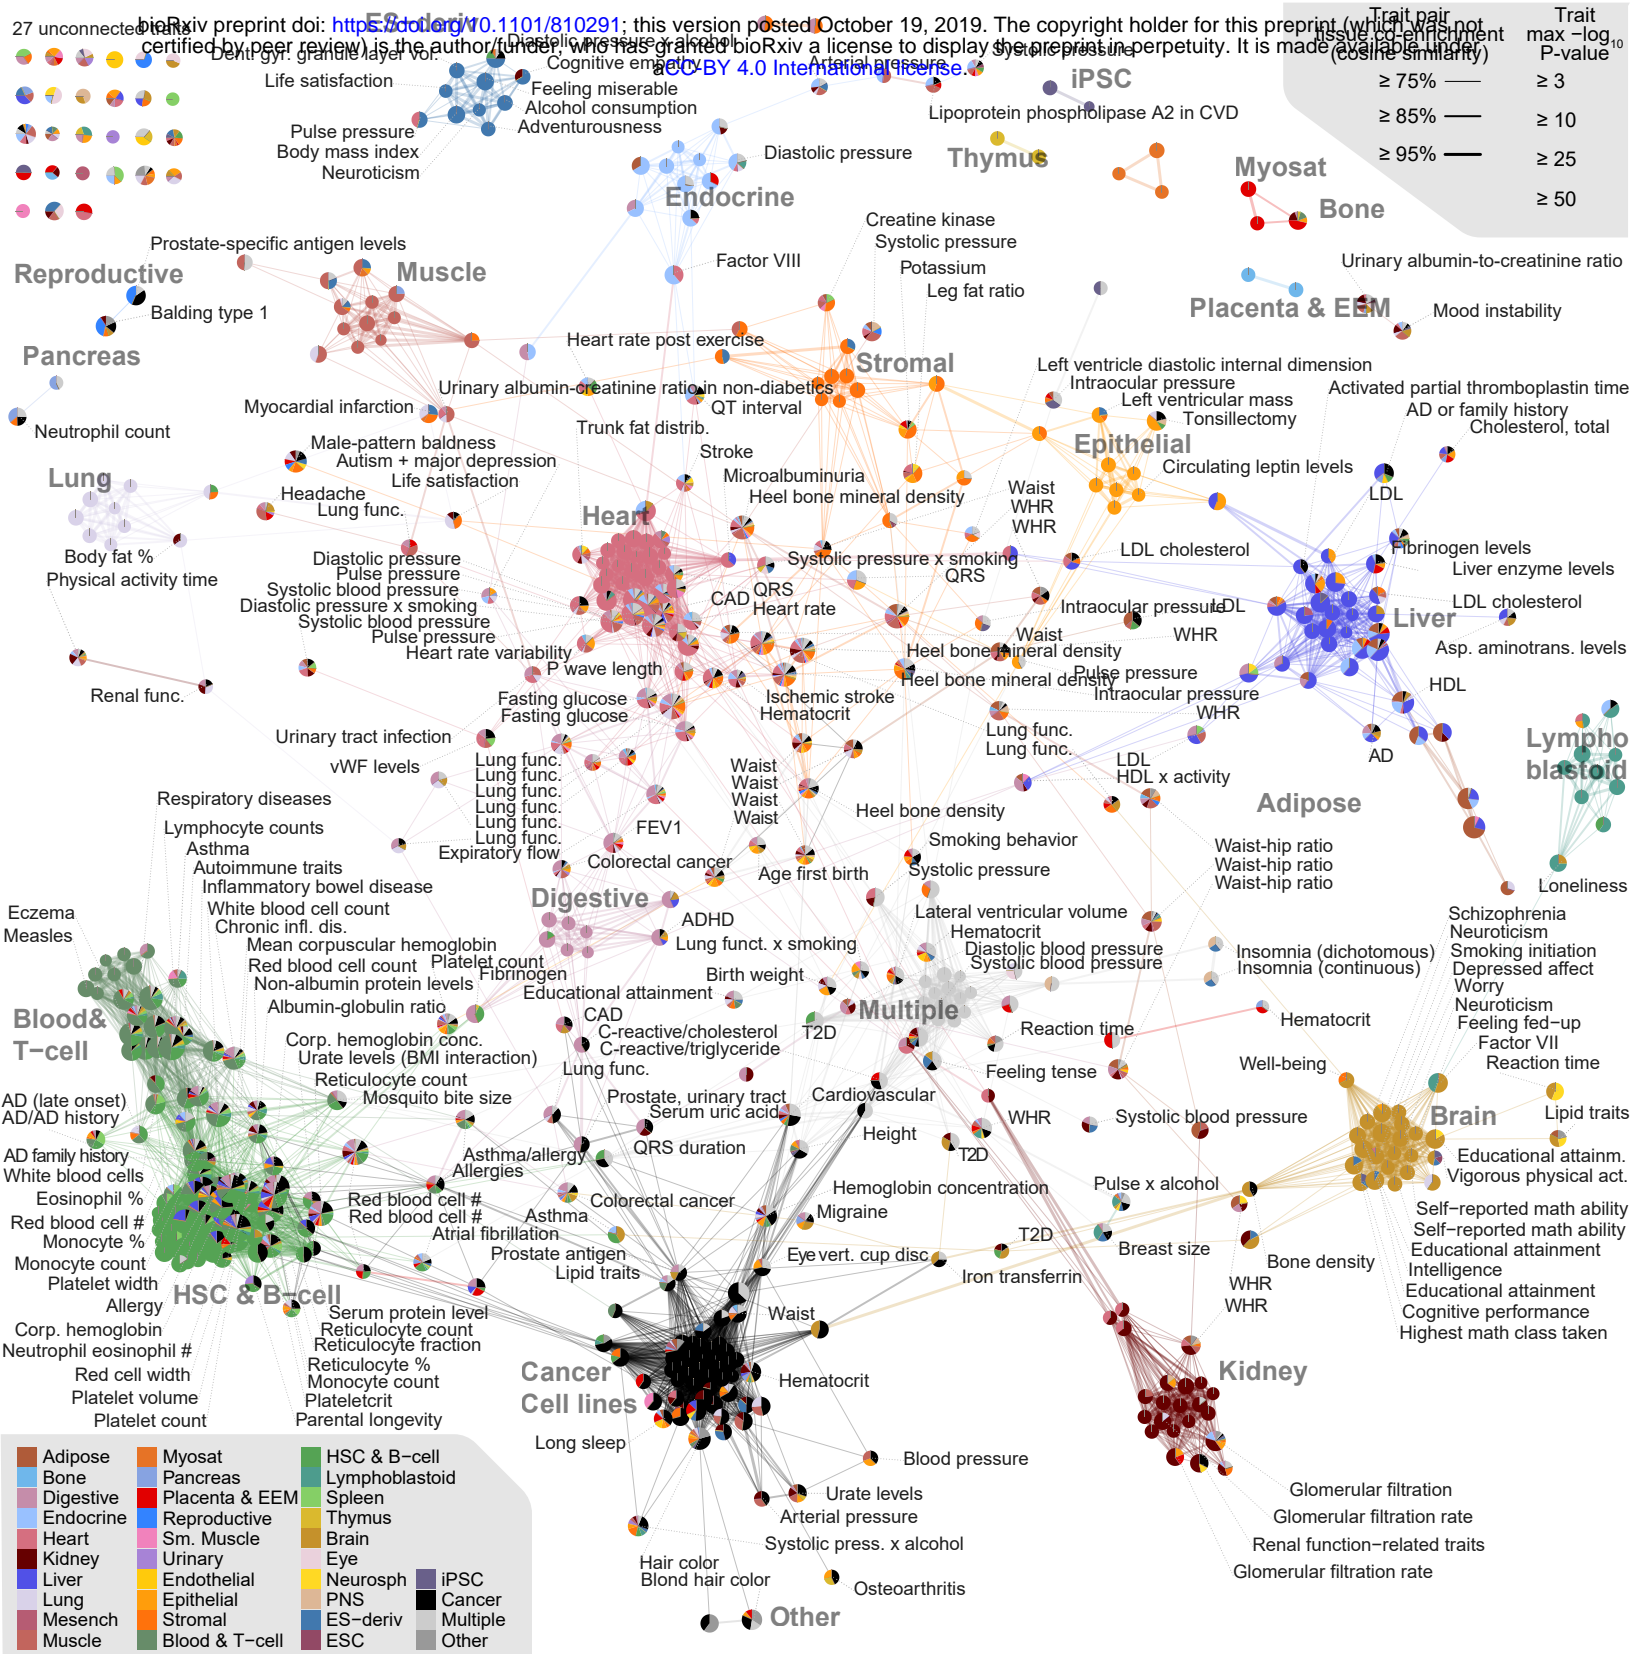 bioRxiv preprint doi: https://doi.org/10.1101/810291; this version posted October 19, 2019. The copyright holder for this preprint (which was not
certified by peer review) is the author/funder, who has granted bioRxiv a license to display the preprint in perpetuity. It is made available under
aCC-BY 4.0 International license.
27 unconnected traits
ES-deriv
Denti gyr. granule layer vol.
Diastolic pressure x alcohol
Cognitive empathy
Life satisfaction
Feeling miserable
Alcohol consumption
Adventurousness
Pulse pressure
Body mass index
Neuroticism
Arterial pressure
Systolic pressure
iPSC
Lipoprotein phospholipase A2 in CVD
Thymus
Trait pair
tissue co-enrichment
(cosine similarity)
≥ 75%
≥ 85%
≥ 95%
Trait
max −log10
P-value
≥ 3
≥ 10
≥ 25
≥ 50
Diastolic pressure
Endocrine
Factor VIII
Myosat
Bone
Urinary albumin-to-creatinine ratio
Placenta & EEM
Mood instability
Prostate-specific antigen levels
Reproductive
Balding type 1
Muscle
Pancreas
Neutrophil count
Creatine kinase
Systolic pressure
Potassium
Leg fat ratio
Heart rate post exercise
Stromal
Urinary albumin-creatinine ratio in non-diabetics
QT interval
Myocardial infarction
Trunk fat distrib.
Left ventricle diastolic internal dimension
Intraocular pressure
Left ventricular mass
Tonsillectomy
Epithelial
Circulating leptin levels
Activated partial thromboplastin time
AD or family history
Cholesterol, total
LDL
Male-pattern baldness
Autism + major depression
Life satisfaction
Lung
Headache
Lung func.
Body fat %
Physical activity time
Stroke
Microalbuminuria
Heel bone mineral density
Heart
Waist
WHR
WHR
Systolic pressure x smoking
QRS
LDL cholesterol
Fibrinogen levels
Liver enzyme levels
LDL cholesterol
Liver
Asp. aminotrans. levels
LDL
Diastolic pressure
Pulse pressure
Systolic blood pressure
Diastolic pressure x smoking
Systolic blood pressure
Pulse pressure
Heart rate variability
P wave length
CAD
QRS
Heart rate
Intraocular pressure
Waist
WHR
Heel bone mineral density
Heel bone mineral density
Pulse pressure
Intraocular pressure
WHR
HDL
AD
Renal func.
Fasting glucose
Fasting glucose
Ischemic stroke
Hematocrit
Lung func.
Lung func.
Urinary tract infection
vWF levels
Lung func.
Lung func.
Lung func.
Lung func.
Lung func.
Lung func.
Expiratory flow
Waist
Waist
Waist
Waist
LDL
HDL x activity
Adipose
Lympho
blastoid
Loneliness
Heel bone density
FEV1
Colorectal cancer
Age first birth
Smoking behavior
Systolic pressure
Waist-hip ratio
Waist-hip ratio
Waist-hip ratio
Respiratory diseases
Lymphocyte counts
Asthma
Autoimmune traits
Inflammatory bowel disease
White blood cell count
Chronic infl. dis.
Mean corpuscular hemoglobin
Platelet count
Red blood cell count
Non-albumin protein levels
Fibrinogen
Albumin-globulin ratio
Eczema
Measles
Blood&
T−cell
Digestive
ADHD
Lung funct. x smoking
Birth weight
Educational attainment
Lateral ventricular volume
Hematocrit
Diastolic blood pressure
Systolic blood pressure
Insomnia (dichotomous)
Insomnia (continuous)
Multiple
T2D
Reaction time
Hematocrit
Schizophrenia
Neuroticism
Smoking initiation
Depressed affect
Worry
Neuroticism
Feeling fed−up
Factor VII
Reaction time
Well-being
Brain
Lipid traits
Educational attainm.
Vigorous physical act.
Self−reported math ability
Self−reported math ability
Educational attainment
Intelligence
Educational attainment
Cognitive performance
Highest math class taken
Corp. hemoglobin conc.
Urate levels (BMI interaction)
Reticulocyte count
Mosquito bite size
CAD
C-reactive/cholesterol
C-reactive/triglyceride
Lung func.
Prostate, urinary tract
Serum uric acid
Cardiovascular
Feeling tense
WHR
Systolic blood pressure
AD (late onset)
AD/AD history
AD family history
White blood cells
Eosinophil %
Red blood cell #
Monocyte %
Monocyte count
Platelet width
Allergy
HSC & B−cell
Corp. hemoglobin
Neutrophil eosinophil #
Red cell width
Platelet volume
Platelet count
Serum protein level
Reticulocyte count
Reticulocyte fraction
Reticulocyte %
Monocyte count
Plateletcrit
Parental longevity
QRS duration
Height
T2D
Asthma/allergy
Allergies
Red blood cell #
Red blood cell #
Atrial fibrillation
Colorectal cancer
Asthma
Prostate antigen
Lipid traits
Hemoglobin concentration
Migraine
Eye vert. cup disc
Iron transferrin
Pulse x alcohol
T2D
Breast size
Bone density
WHR
WHR
Waist
Cancer
Cell lines
Hematocrit
Long sleep
Kidney
Blood pressure
Urate levels
Arterial pressure
Systolic press. x alcohol
Hair color
Blond hair color
Osteoarthritis
Other
Glomerular filtration
Glomerular filtration rate
Renal function−related traits
Glomerular filtration rate
Adipose
Bone
Digestive
Endocrine
Heart
Kidney
Liver
Lung
Mesench
Muscle
Myosat
Pancreas
Placenta & EEM
Reproductive
Sm. Muscle
Urinary
Endothelial
Epithelial
Stromal
Blood & T−cell
HSC & B−cell
Lymphoblastoid
Spleen
Thymus
Brain
Eye
Neurosph
PNS
ES−deriv
ESC
iPSC
Cancer
Multiple
Other